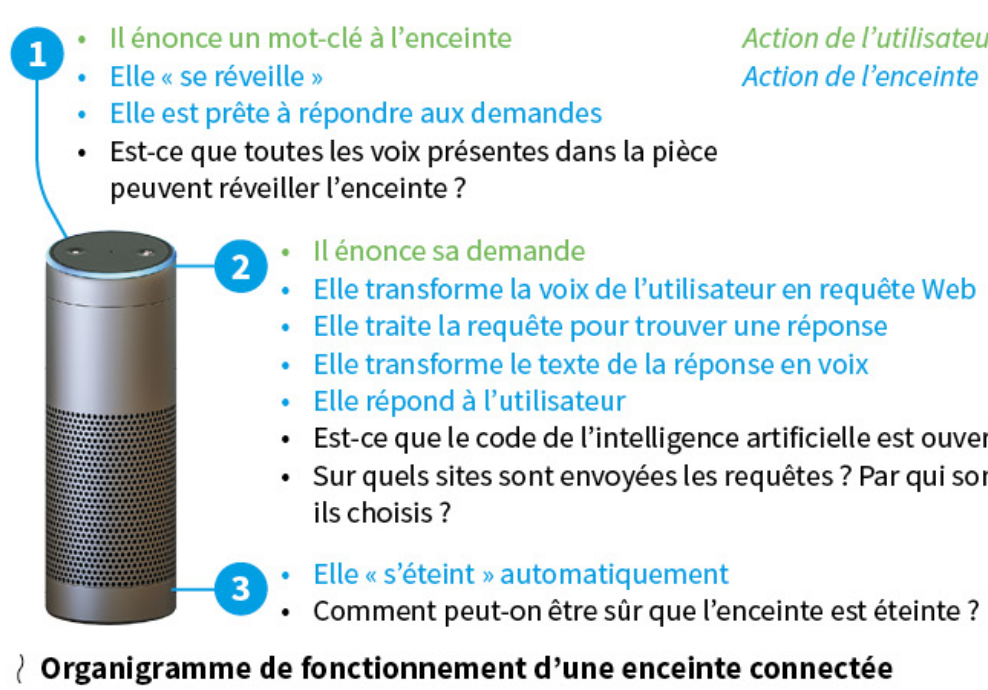 1
• Il énonce un mot-clé à l’enceinte
• Elle « se réveille »
• Elle est prête à répondre aux demandes
• Est-ce que toutes les voix présentes dans la pièce
peuvent réveiller l’enceinte ?
Action de l’utilisateu
Action de l’enceinte
2
• Il énonce sa demande
• Elle transforme la voix de l’utilisateur en requête Web
• Elle traite la requête pour trouver une réponse
• Elle transforme le texte de la réponse en voix
• Elle répond à l’utilisateur
• Est-ce que le code de l’intelligence artificielle est ouver
• Sur quels sites sont envoyées les requêtes ? Par qui sor
ils choisis ?
3
• Elle « s’éteint » automatiquement
• Comment peut-on être sûr que l’enceinte est éteinte ?
Organigramme de fonctionnement d’une enceinte connectée